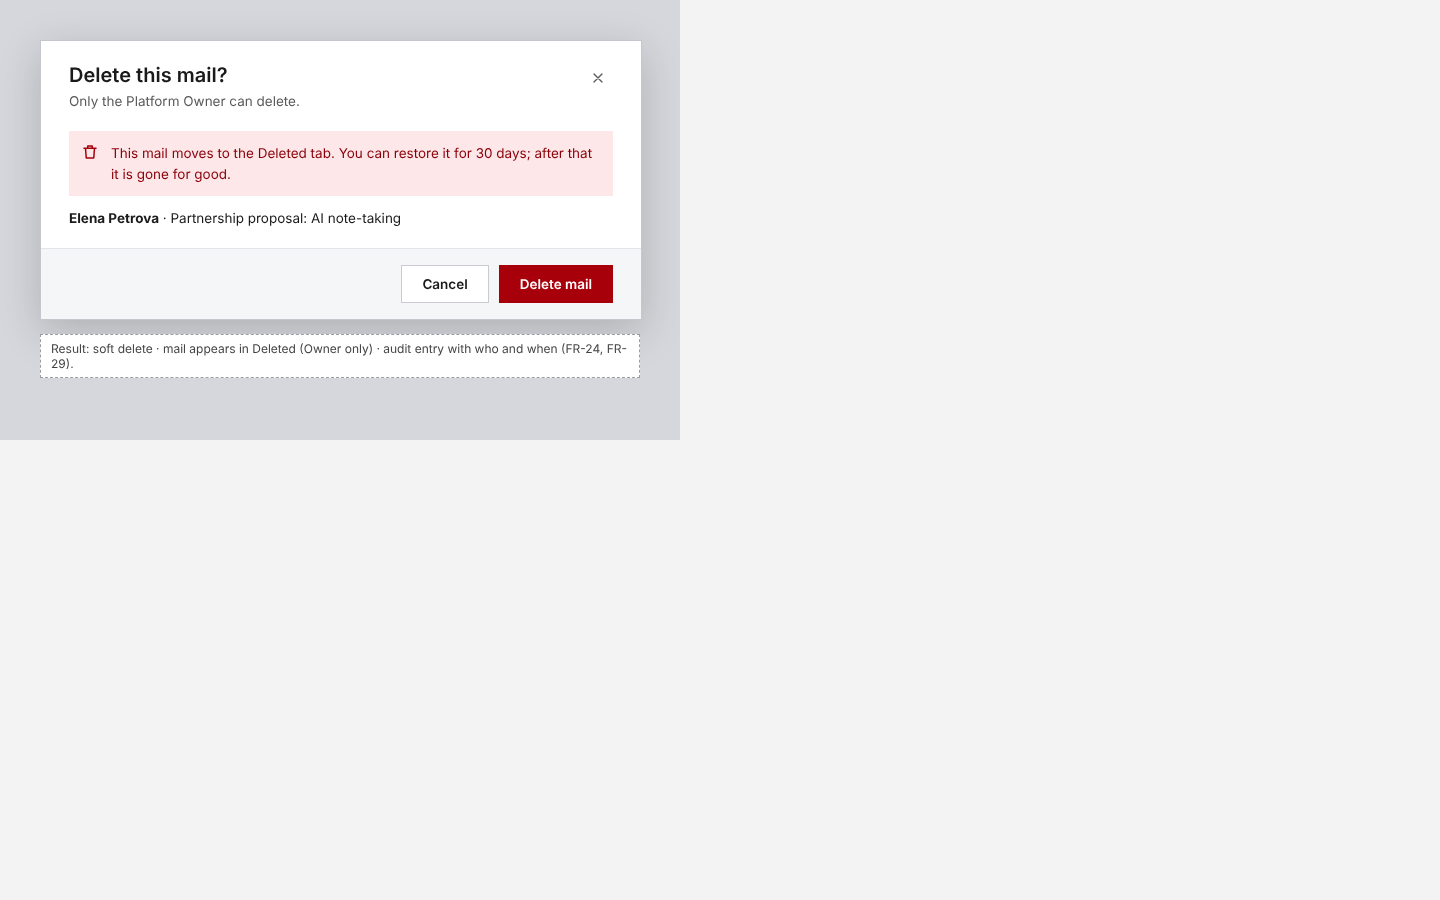 Delete this mail?
Only the Platform Owner can delete.
This mail moves to the Deleted tab. You can restore it for 30 days; after that
it is gone for good.
Elena Petrova · Partnership proposal: AI note-taking
Cancel
Delete mail
Result: soft delete · mail appears in Deleted (Owner only) · audit entry with who and when (FR-24, FR-
29).